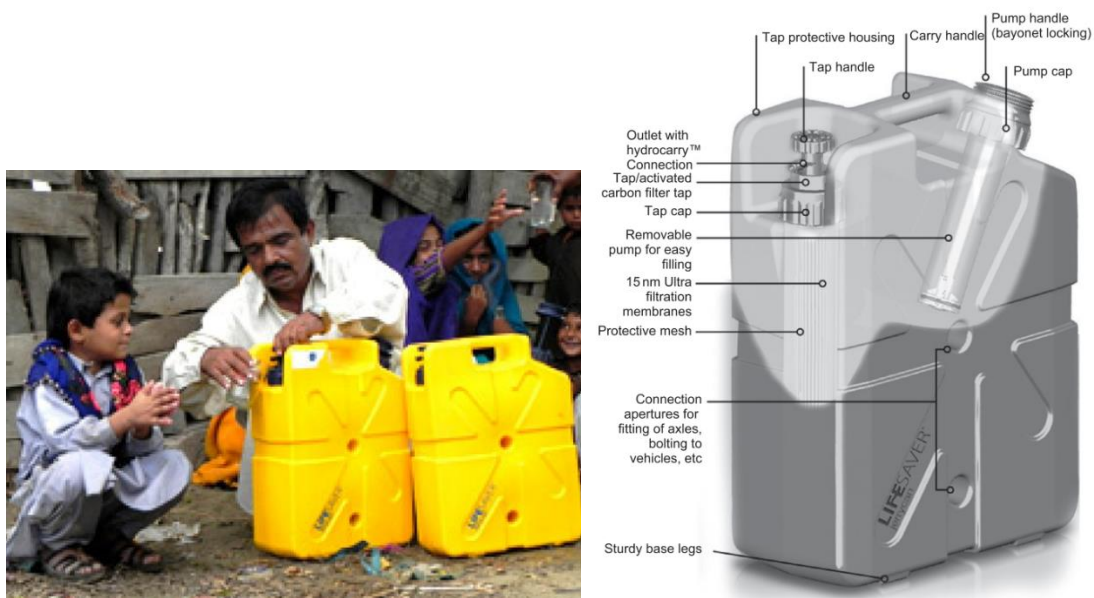 LIFESAVER
LIFESAVER
Pump handle
(bayonet locking)
Tap protective housing
Carry handle
Tap handle
Pump cap
Outlet with
hydrocarry™
Connection
Tap/activated
carbon filter tap
Tap cap
Removable
pump for easy
filling
15 nm Ultra
filtration
membranes
Protective mesh
Connection
apertures for
fitting of axles,
bolting to
vehicles, etc
LIFESAVER
Sturdy base legs